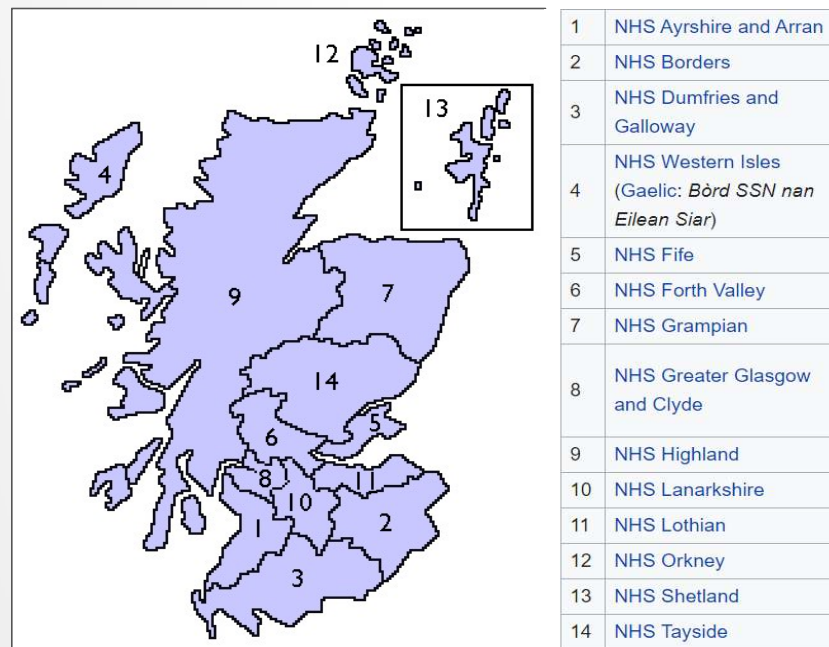 12
13
4
9
7
14
5
6
8
11
10
1
2
3
1 NHS Ayrshire and Arran
2 NHS Borders
3 NHS Dumfries and
Galloway
4 NHS Western Isles
(Gaelic: Bòrd SSN nan
Eilean Siar)
5 NHS Fife
6 NHS Forth Valley
7 NHS Grampian
8 NHS Greater Glasgow
and Clyde
9 NHS Highland
10 NHS Lanarkshire
11 NHS Lothian
12 NHS Orkney
13 NHS Shetland
14 NHS Tayside